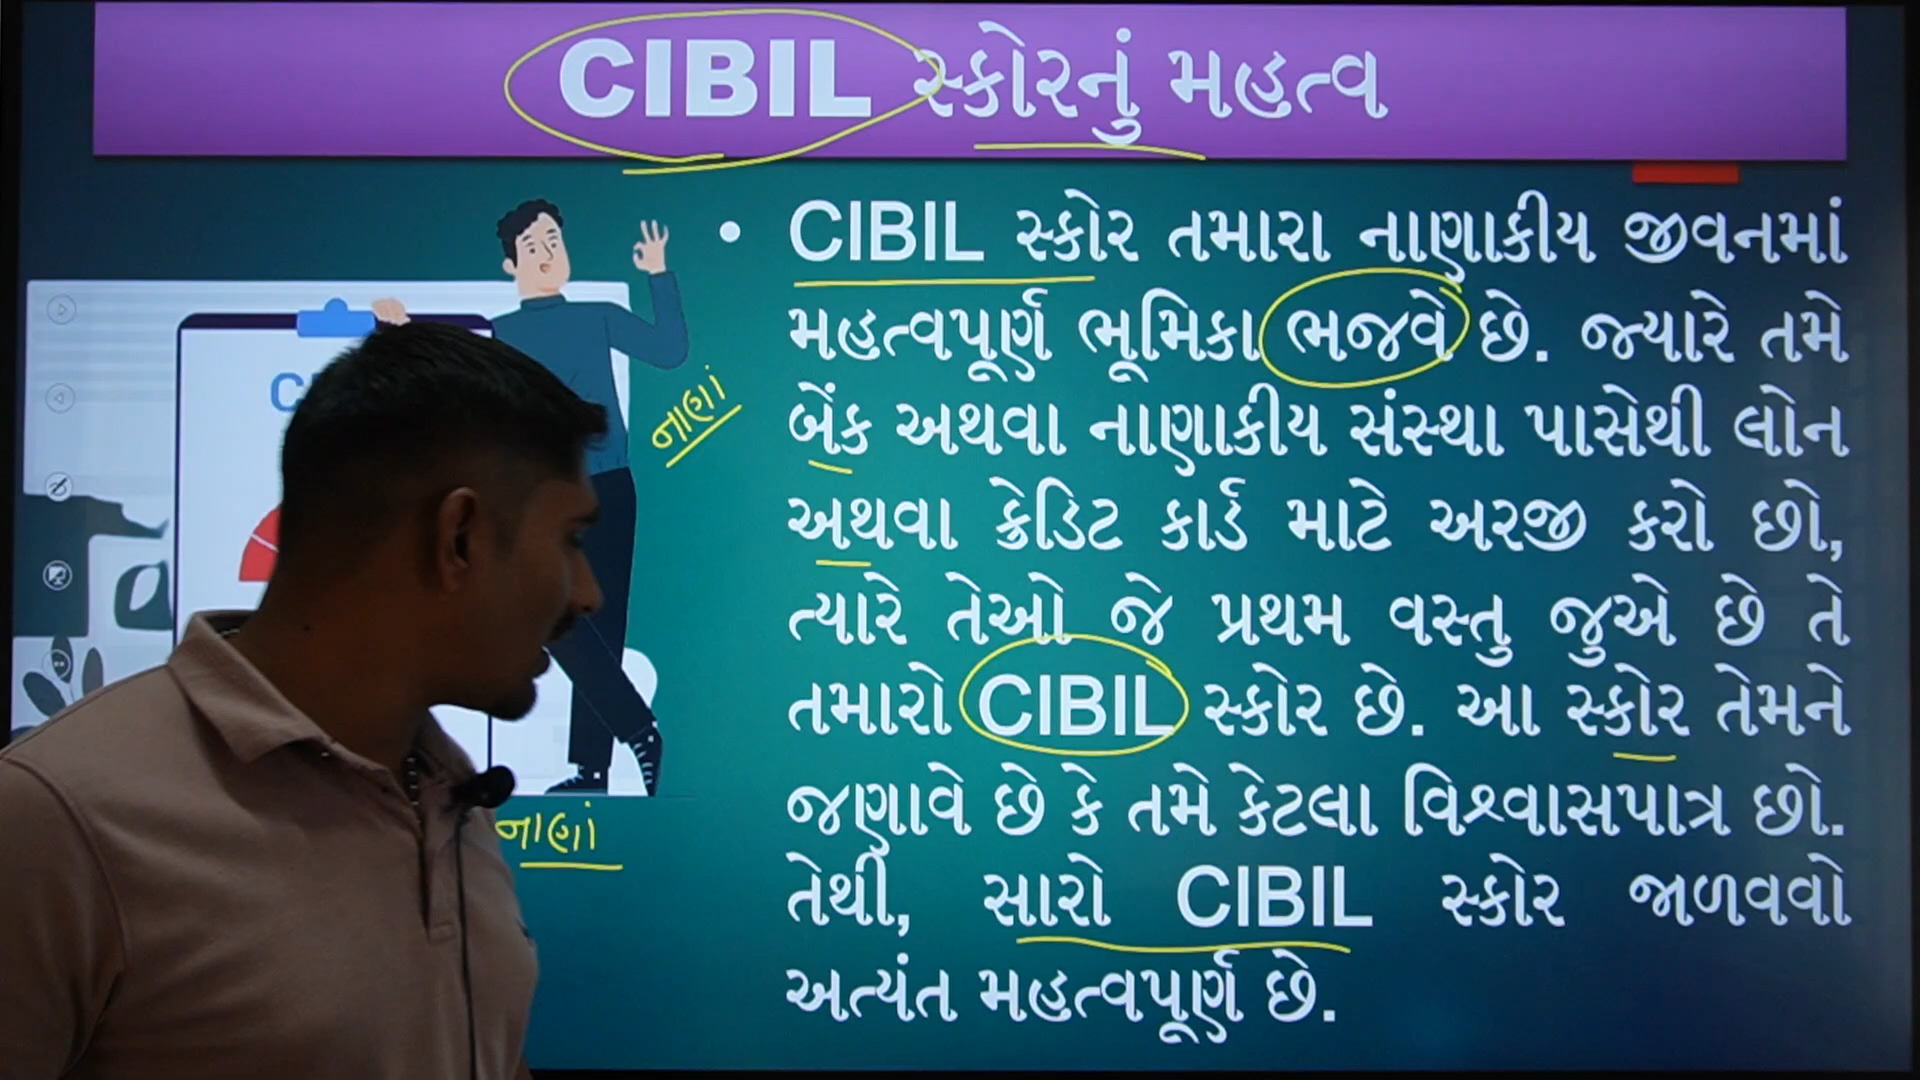 CIBIL સ્કોરનું મહત્વ
• CIBIL સ્કોર તમારા નાણાકીય જીવનમાં
મહત્વપૂર્ણ ભૂમિકા ભજવે છે. જ્યારે તમે
બેંક અથવા નાણાકીય સંસ્થા પાસેથી લોન
અથવા ક્રેડિટ કાર્ડ માટે અરજી કરો છો,
ત્યારે તેઓ જે પ્રથમ વસ્તુ જુએ છે તે
તમારો CIBIL સ્કોર છે. આ સ્કોર તેમને
જણાવે છે કે તમે કેટલા વિશ્વાસપાત્ર છો.
તેથી, સારો CIBIL સ્કોર જાળવવો
અત્યંત મહત્વપૂર્ણ છે.
નાણાં
નાણાં